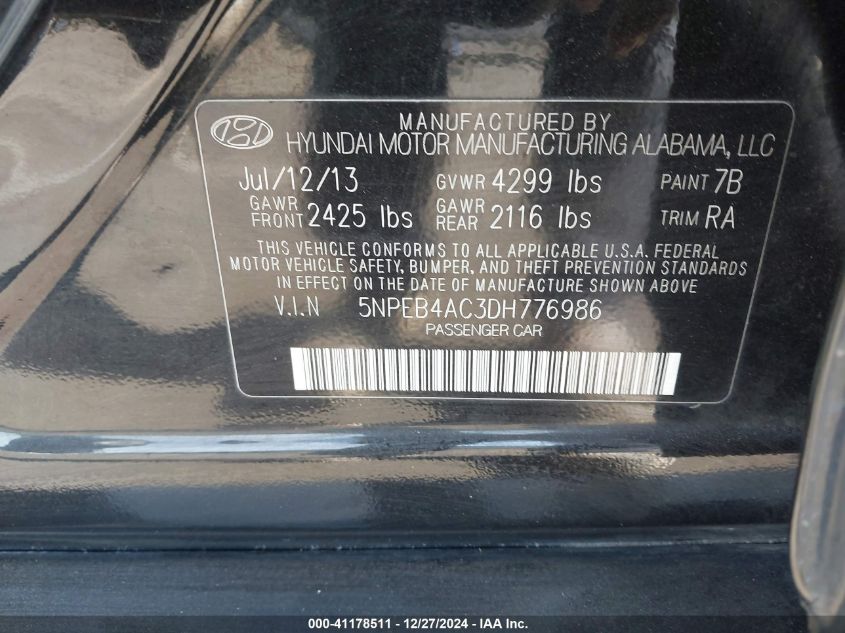 MANUFACTURED BY
HYUNDAI MOTOR MANUFACTURING ALABAMA, LLC
Jul/12/13 GVWR 4299 lbs PAINT 7B
GAWR FRONT 2425 lbs GAWR REAR 2116 lbs TRIM RA
THIS VEHICLE CONFORMS TO ALL APPLICABLE U.S.A. FEDERAL
MOTOR VEHICLE SAFETY, BUMPER, AND THEFT PREVENTION STANDARDS
IN EFFECT ON THE DATE OF MANUFACTURE SHOWN ABOVE
V.I.N 5NPEB4AC3DH776986
PASSENGER CAR
000-41178511 - 12/27/2024 - IAA Inc.